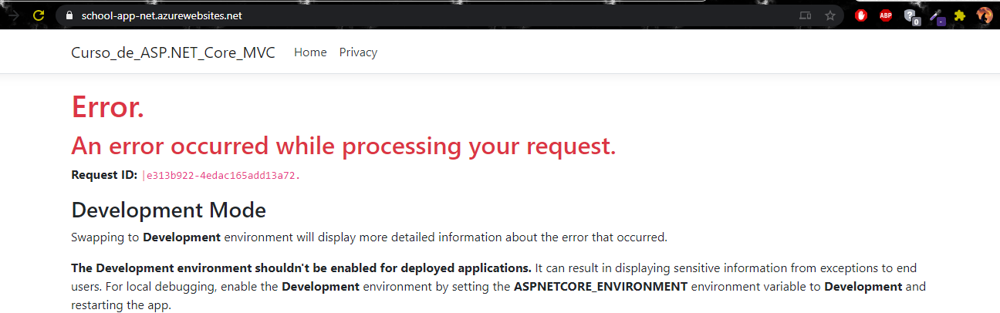 school-app-net.azurewebsites.net
ABP
0
-
Curso_de_ASP.NET_Core_MVC Home Privacy
Error.
An error occurred while processing your request.
Request ID: |e313b922-4edac165add13a72.
Development Mode
Swapping to Development environment will display more detailed information about the error that occurred.
The Development environment shouldn't be enabled for deployed applications. It can result in displaying sensitive information from exceptions to end
users. For local debugging, enable the Development environment by setting the ASPNETCORE_ENVIRONMENT environment variable to Development and
restarting the app.